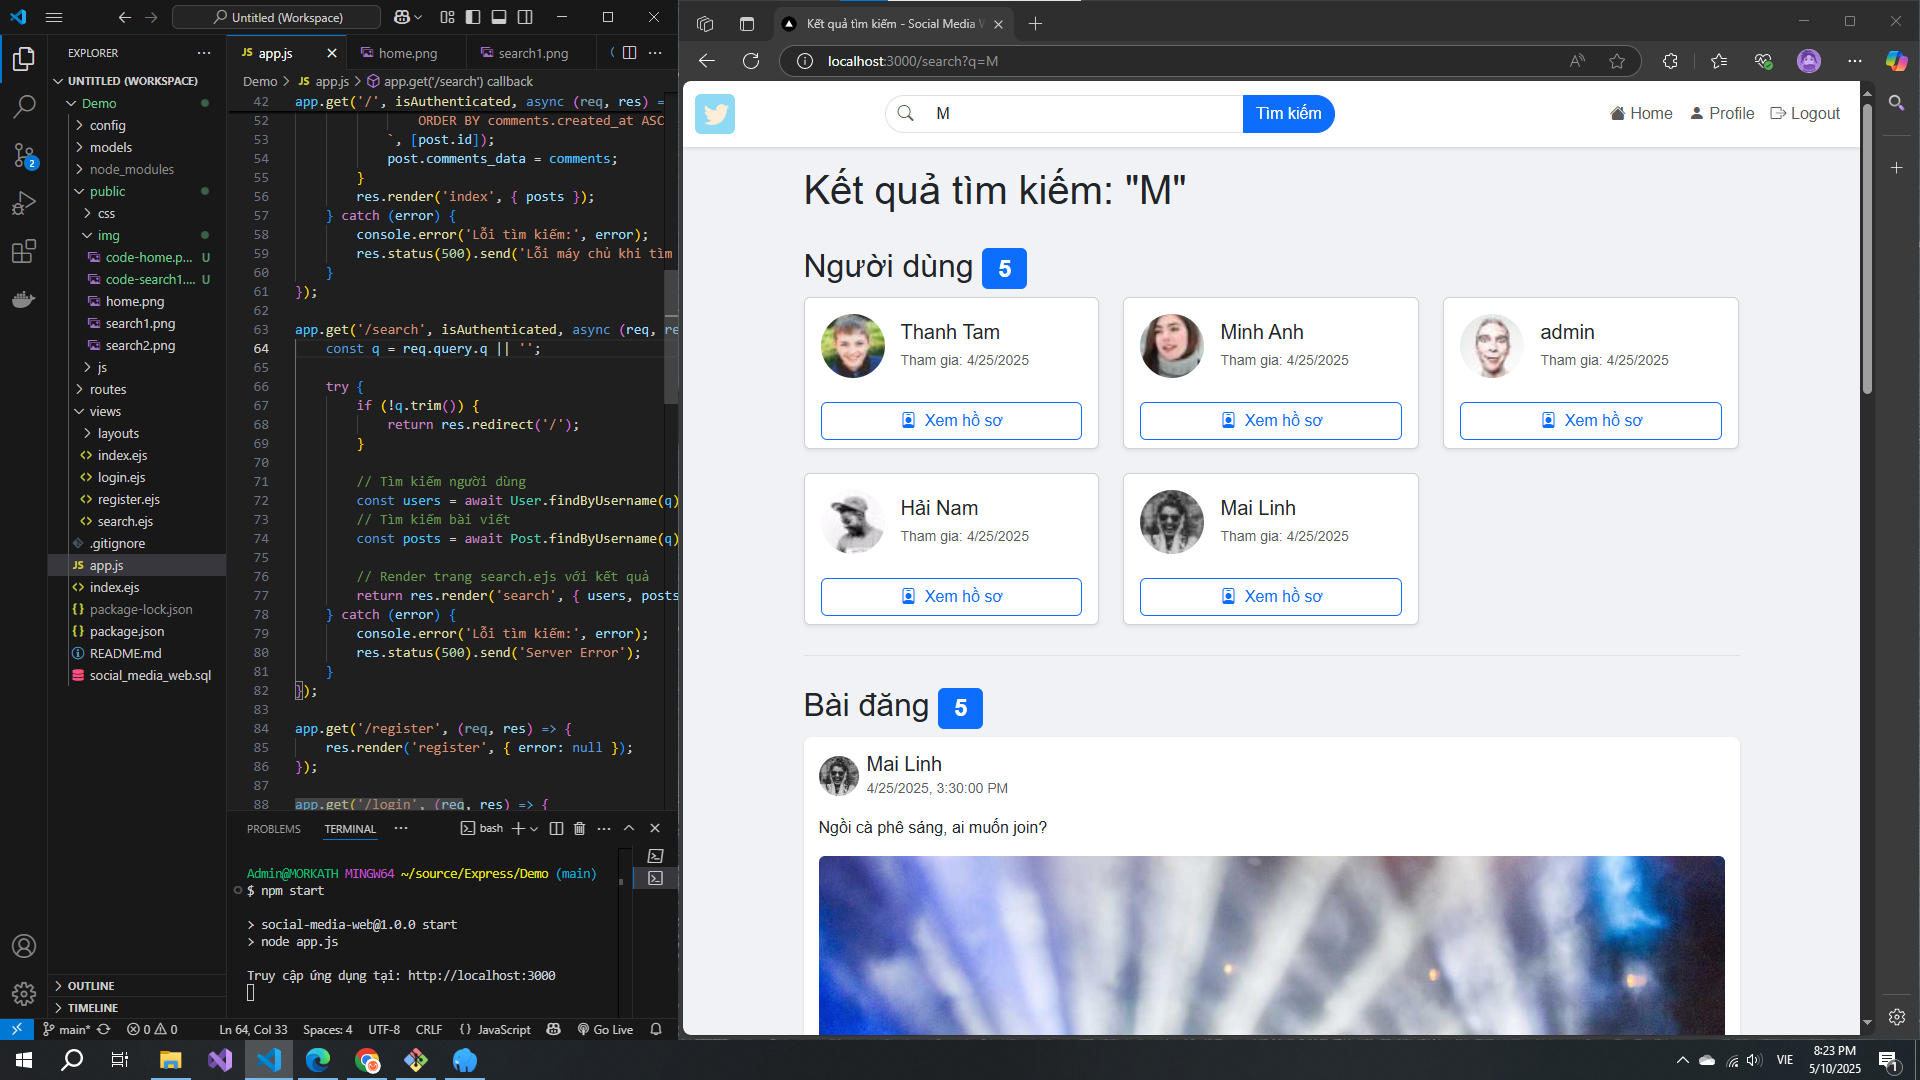 Untitled (Workspace)
EXPLORER
UNTITLED (WORKSPACE)
Demo
config
models
node_modules
public
css
img
code-home.p... U
code-search1.... U
home.png
search1.png
search2.png
js
routes
views
layouts
index.ejs
login.ejs
register.ejs
search.ejs
.gitignore
JS app.js
index.ejs
package-lock.json
package.json
README.md
social_media_web.sql
OUTLINE
TIMELINE
2
JS app.js
home.png
search1.png
Demo > JS app.js > app.get('/search') callback
42 app.get('/', isAuthenticated, async (req, res) =
52 ORDER BY comments.created_at ASC
53 `, [post.id]);
54 post.comments_data = comments;
55 }
56 res.render('index', { posts });
57 } catch (error) {
58 console.error('Lỗi tìm kiếm:', error);
59 res.status(500).send('Lỗi máy chủ khi tìm
60 }
61 });
62
63 app.get('/search', isAuthenticated, async (req, re
64 const q = req.query.q || '';
65
66 try {
67 if (!q.trim()) {
68 return res.redirect('/');
69 }
70
71 // Tìm kiếm người dùng
72 const users = await User.findByUsername(q)
73 // Tìm kiếm bài viết
74 const posts = await Post.findByUsername(q)
75
76 // Render trang search.ejs với kết quả
77 return res.render('search', { users, posts
78 } catch (error) {
79 console.error('Lỗi tìm kiếm:', error);
80 res.status(500).send('Server Error');
81 }
82 });
83
84 app.get('/register', (req, res) => {
85 res.render('register', { error: null });
86 });
87
88 app.get('/login', (req, res) => {
PROBLEMS
TERMINAL
bash
Admin@MORKATH MINGW64 ~/source/Express/Demo (main)
$ npm start
> social-media-web@1.0.0 start
> node app.js
Truy cập ứng dụng tại: http://localhost:3000
main*
0
0
Ln 64, Col 33
Spaces: 4
UTF-8
CRLF
{} JavaScript
Go Live
Kết quả tìm kiếm - Social Media W
localhost:3000/search?q=M
M
Tìm kiếm
Home
Profile
Logout
Kết quả tìm kiếm: "M"
Người dùng 5
Thanh Tam
Tham gia: 4/25/2025
Xem hồ sơ
Minh Anh
Tham gia: 4/25/2025
Xem hồ sơ
admin
Tham gia: 4/25/2025
Xem hồ sơ
Hải Nam
Tham gia: 4/25/2025
Xem hồ sơ
Mai Linh
Tham gia: 4/25/2025
Xem hồ sơ
Bài đăng 5
Mai Linh
4/25/2025, 3:30:00 PM
Ngồi cà phê sáng, ai muốn join?
VIE
8:23 PM
5/10/2025
1